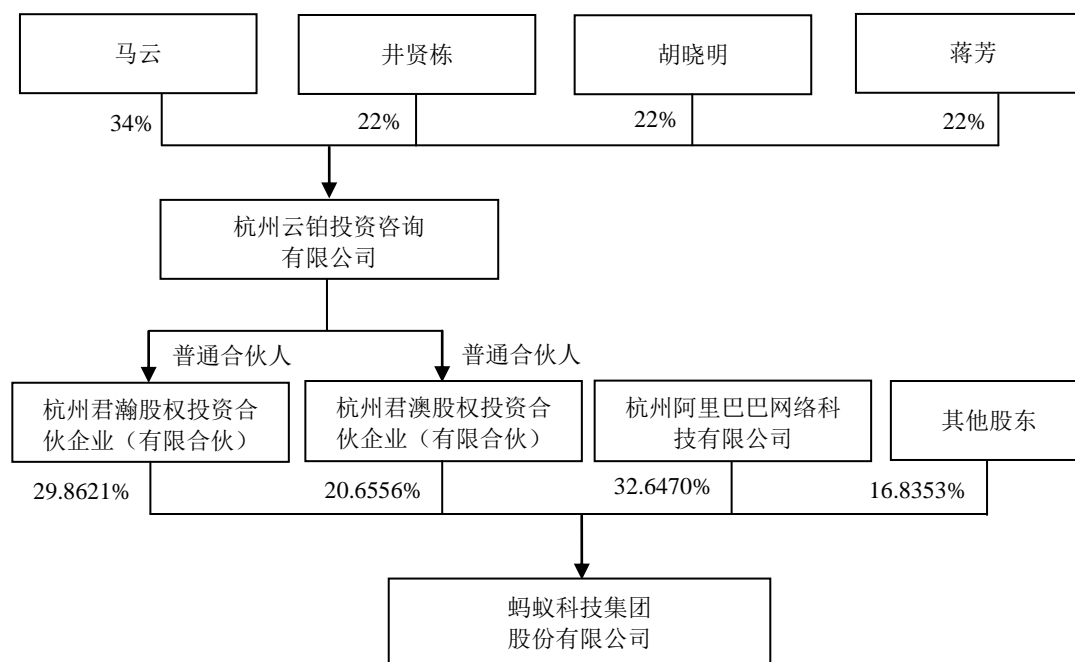 马云
井贤栋
胡晓明
蒋芳
34%
22%
22%
22%
杭州云铂投资咨询
有限公司
普通合伙人
普通合伙人
杭州君瀚股权投资合
伙企业（有限合伙）
杭州君澳股权投资合
伙企业（有限合伙）
杭州阿里巴巴网络科
技有限公司
其他股东
29.8621%
20.6556%
32.6470%
16.8353%
蚂蚁科技集团
股份有限公司